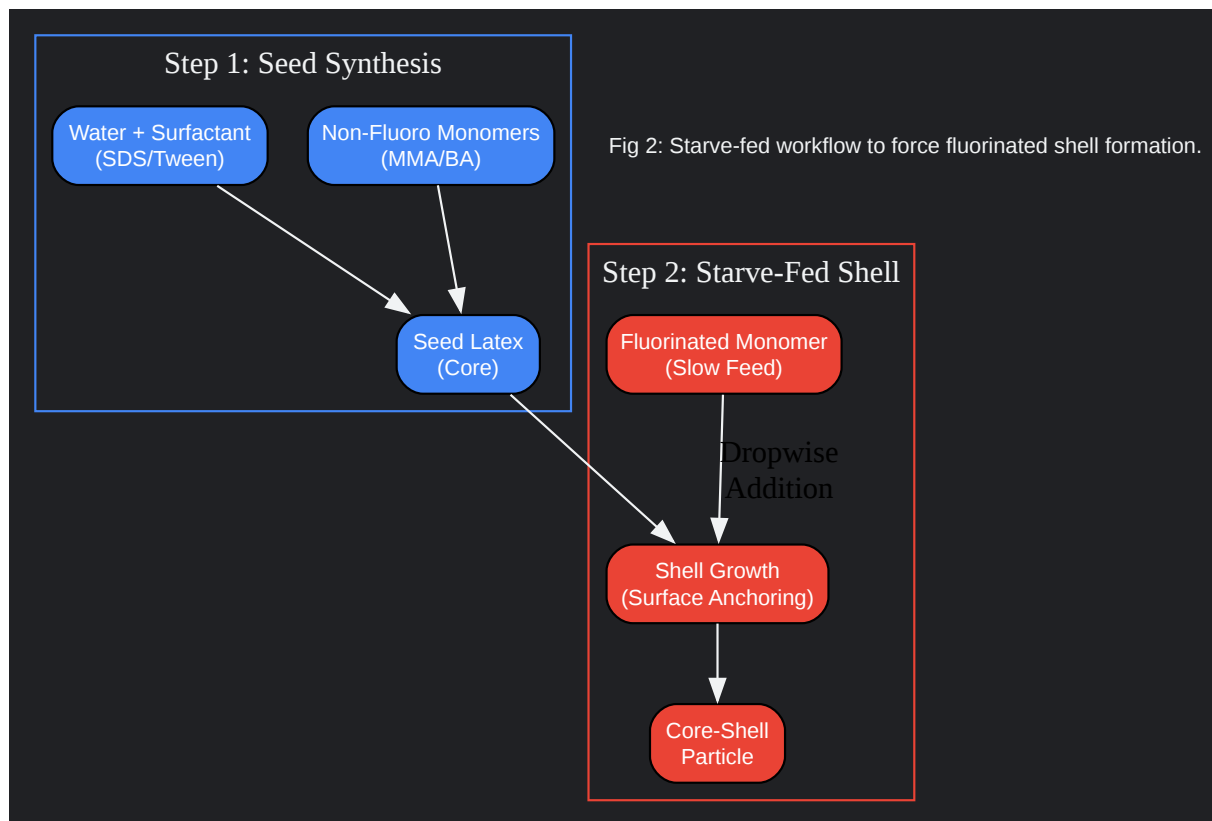 Step 1: Seed Synthesis
Water + Surfactant
(SDS/Tween)
Non-Fluoro Monomers
(MMA/BA)
Fig 2: Starve-fed workflow to force fluorinated shell formation.
Seed Latex
(Core)
Step 2: Starve-Fed Shell
Fluorinated Monomer
(Slow Feed)
Dropwise
Addition
Shell Growth
(Surface Anchoring)
Core-Shell
Particle